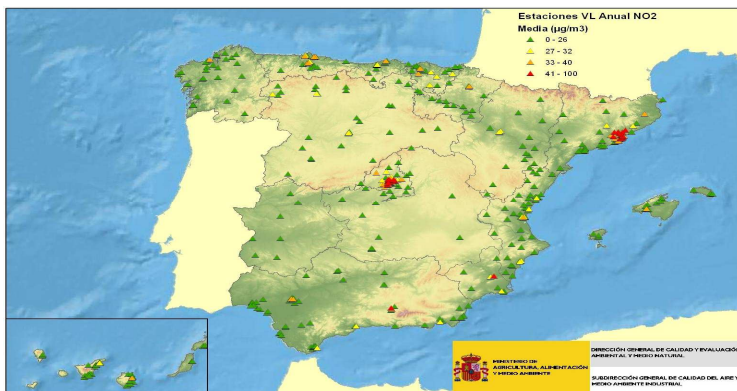 Estaciones VL Anual NO2
Media (µg/m3)
0 - 26
27 - 32
33 - 40
41 - 100
MINISTERIO DE
AGRICULTURA, ALIMENTACIÓN
Y MEDIO AMBIENTE
DIRECCIÓN GENERAL DE CALIDAD Y EVALUACIÓ
AMBIENTAL Y MEDIO NATURAL
SUBDIRECCIÓN GENERAL DE CALIDAD DEL AIRE Y
MEDIO AMBIENTE INDUSTRIAL